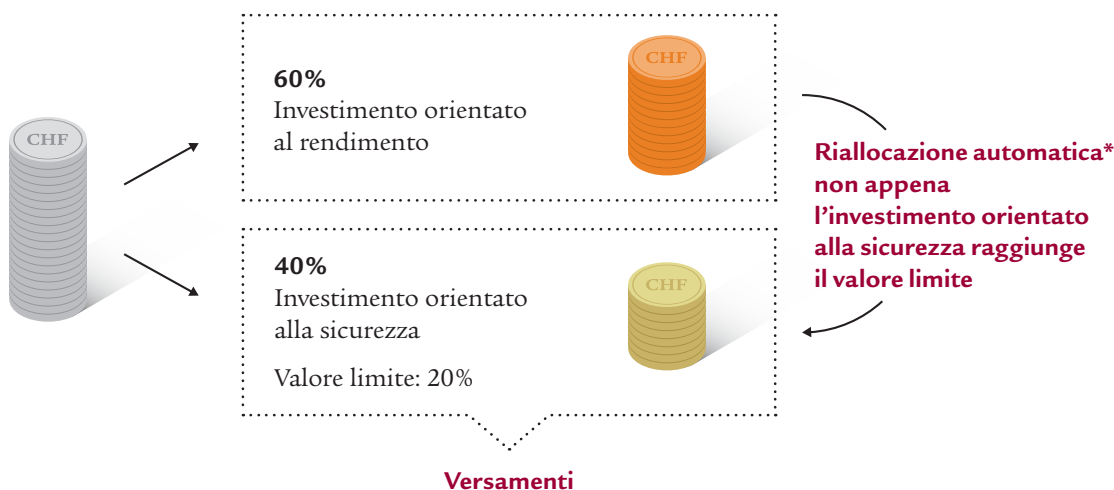 CHF
60%
Investimento orientato
al rendimento
CHF
Riallocazione automatica*
non appena
l’investimento orientato
alla sicurezza raggiunge
il valore limite
40%
Investimento orientato
alla sicurezza
Valore limite: 20%
CHF
Versamenti